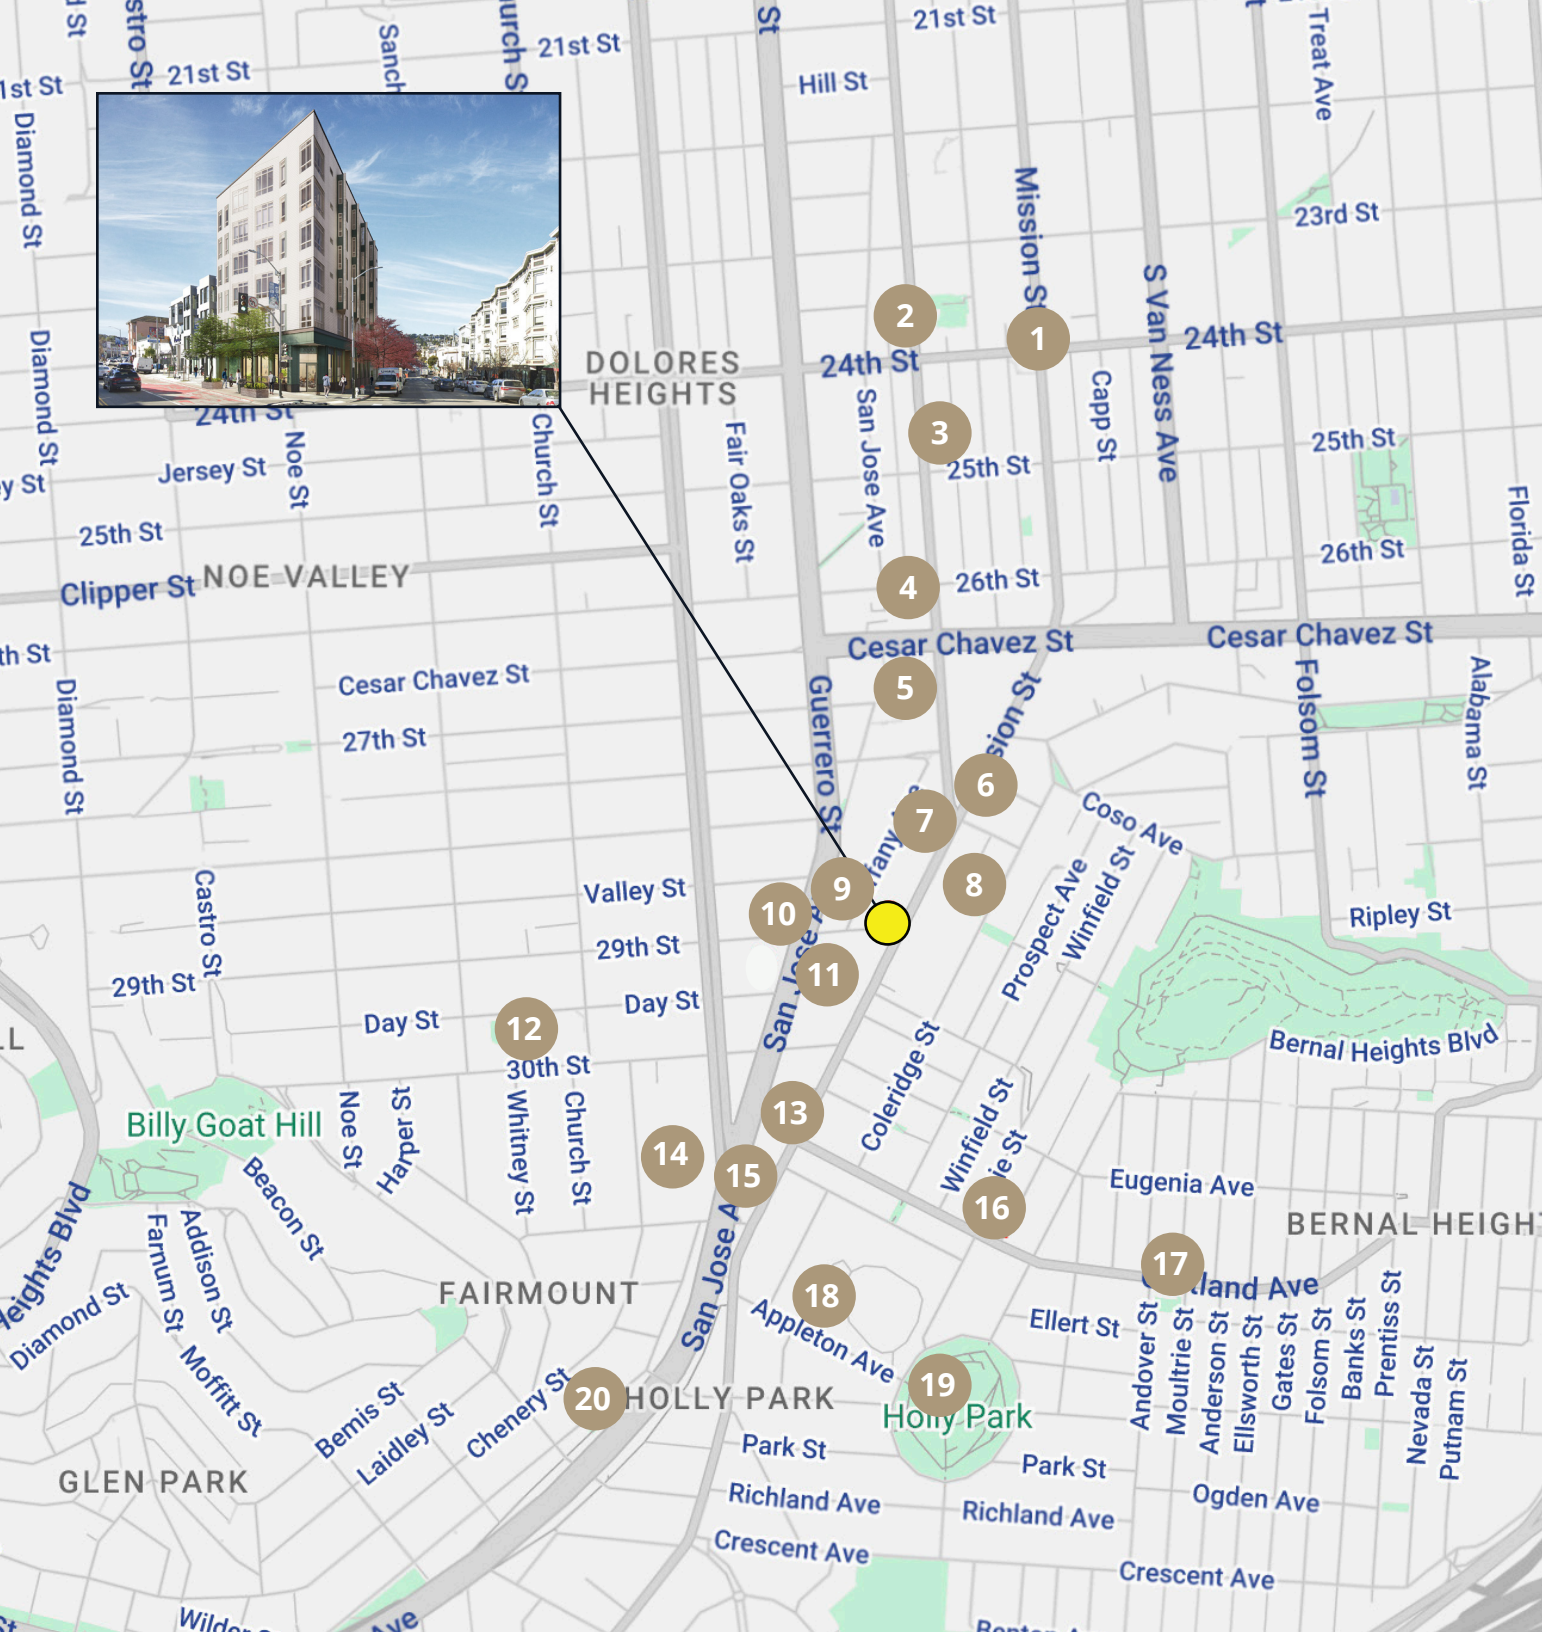 21st St
21st St
21st St
1st St
Hill St
Treat Ave
Diamond St
Mission St
23rd St
S Van Ness Ave
2
1
24th St
24th St
DOLORES
HEIGHTS
Diamond St
24th St
Noe St
Church St
Fair Oaks St
San Jose Ave
3
Capp St
25th St
25th St
Jersey St
ey St
25th St
26th St
Florida St
NOE VALLEY
Clipper St
4
26th St
Cesar Chavez St
Cesar Chavez St
th St
Cesar Chavez St
5
Diamond St
27th St
Guerrero St
Folsom St
Alabama St
6
7
Coso Ave
8
9
10
Valley St
Castro St
Prospect Ave
Winfield St
Ripley St
29th St
29th St
11
San Jose A
Day St
Day St
12
30th St
Bernal Heights Blvd
Billy Goat Hill
Noe St
Harper St
Whitney St
Church St
13
14
15
Coleridge St
Winfield St
ie St
16
Eugenia Ave
BERNAL HEIGHT
17
Beacon St
Addison St
Farnum St
Heights Blvd
Diamond St
Moffitt St
FAIRMOUNT
San Jose A
18
Appleton Ave
Ellert St
Andover St
Moultrie St
Anderson St
Ellsworth St
Gates St
Folsom St
Banks St
Prentiss St
Nevada St
Putnam St
19
Holly Park
20
HOLLY PARK
Chenery St
Bemis St
Laidley St
GLEN PARK
Park St
Park St
Richland Ave
Richland Ave
Ogden Ave
Crescent Ave
Crescent Ave
Ave